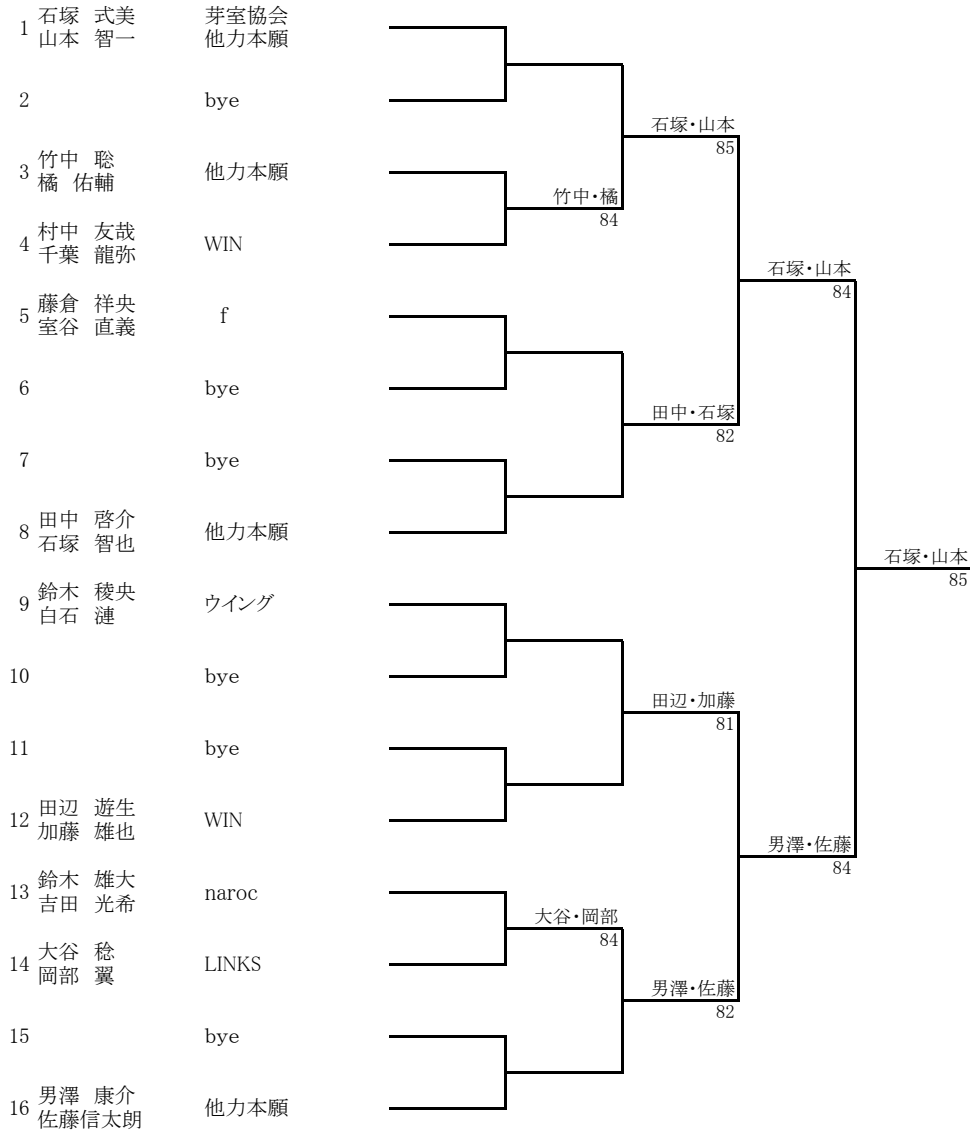 1 石塚 式美 芽室協会
山本 智一 他力本願
2 bye
石塚・山本
85
3 竹中 聡 他力本願
橘 佑輔
竹中・橘
84
4 村中 友哉 WIN
千葉 龍弥
石塚・山本
84
5 藤倉 祥央 f
室谷 直義
6 bye
田中・石塚
82
7 bye
8 田中 啓介 他力本願
石塚 智也
石塚・山本
85
9 鈴木 稜央 ウイング
白石 漣
10 bye
田辺・加藤
81
11 bye
12 田辺 遊生 WIN
加藤 雄也
男澤・佐藤
84
13 鈴木 雄大 naroc
吉田 光希
大谷・岡部
84
14 大谷 稔 LINKS
岡部 翼
男澤・佐藤
82
15 bye
16 男澤 康介 他力本願
佐藤信太朗